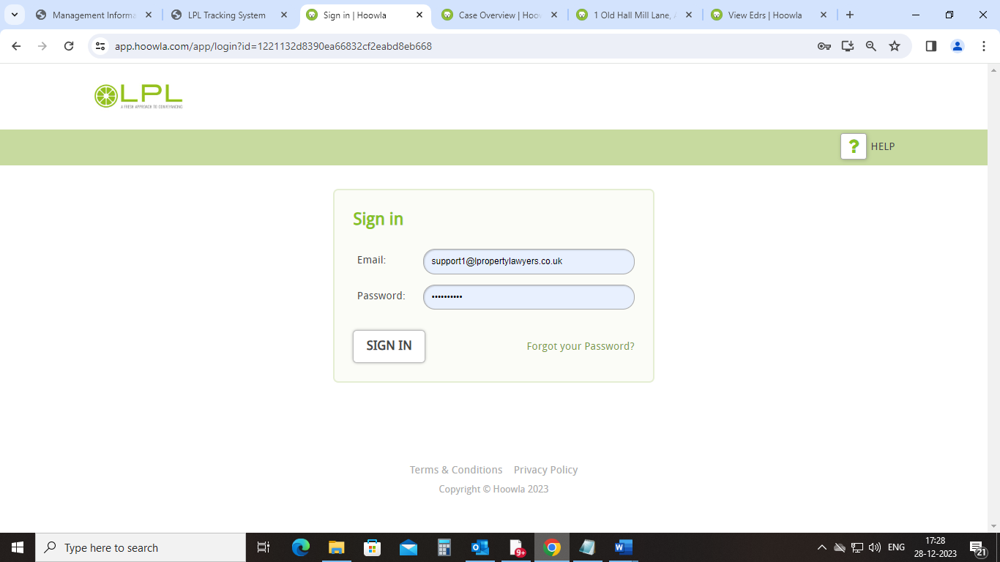 Management Informa
LPL Tracking System
Sign in | Hoowla
Case Overview | Hoow
1 Old Hall Mill Lane, A
View Edrs | Hoowla
app.hoowla.com/app/login?id=1221132d8390ea66832cf2eabd8eb668
LPL
A FRESH APPROACH TO CONVEYANCING
? HELP
Sign in
Email: support1@lpropertylawyers.co.uk
Password: ••••••••••
SIGN IN Forgot your Password?
Terms & Conditions Privacy Policy
Copyright © Hoowla 2023
Type here to search
9+
ENG
17:28
28-12-2023
21